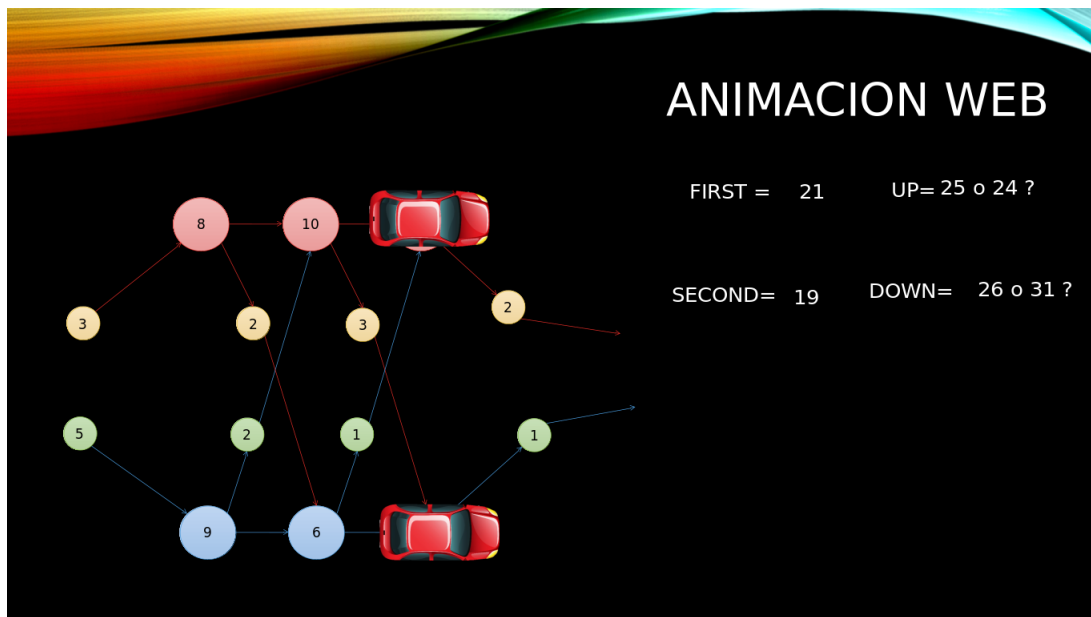 ANIMACION WEB
FIRST = 21 UP= 25 o 24 ?
SECOND= 19 DOWN= 26 o 31 ?
8 10
3 2 3 2
5 2 1 1
9 6